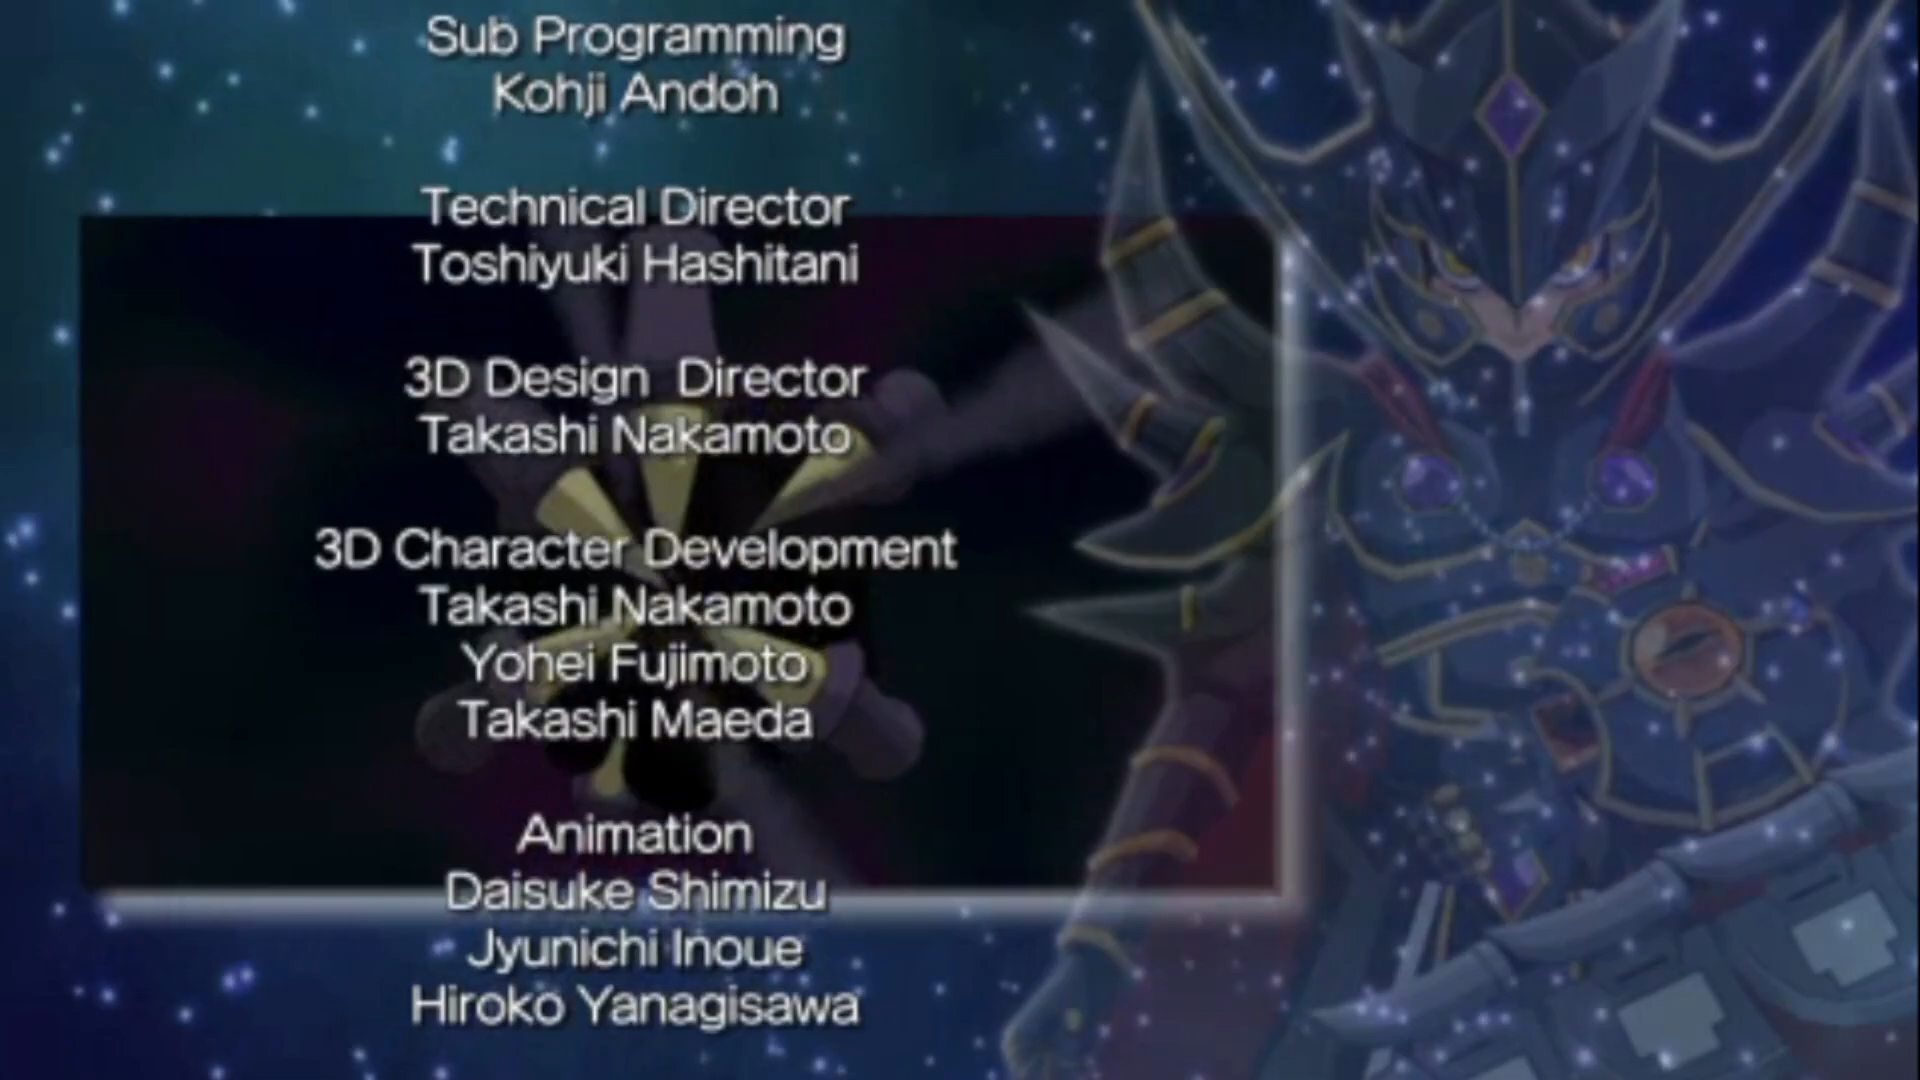 Sub Programming
Kohji Andoh
Technical Director
Toshiyuki Hashitani
3D Design  Director
Takashi Nakamoto
3D Character Development
Takashi Nakamoto
Yohei Fujimoto
Takashi Maeda
Animation
Daisuke Shimizu
Jyunichi Inoue
Hiroko Yanagisawa